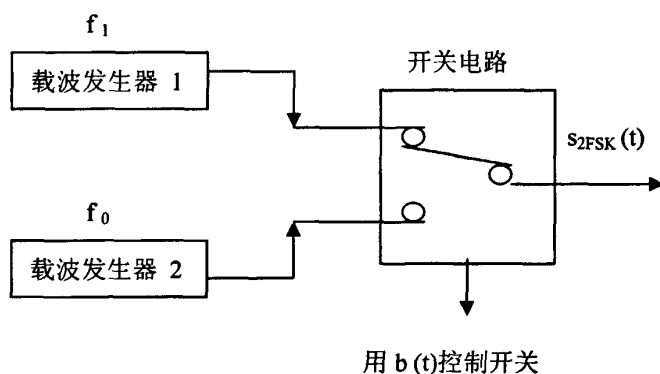 f₁
载波发生器 1
开关电路
s₂FSK (t)
f₀
载波发生器 2
用 b (t)控制开关